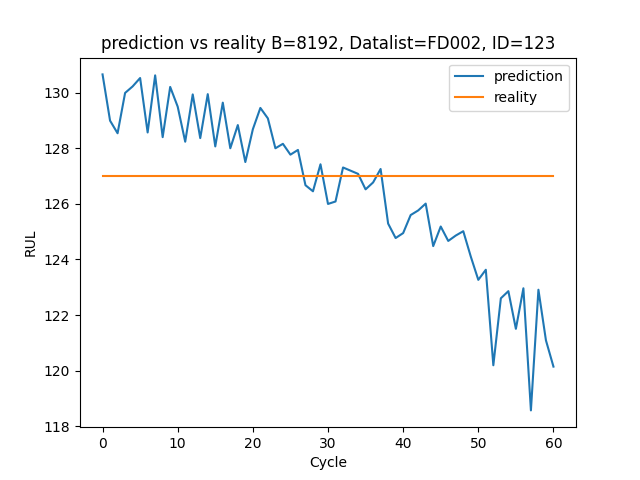 prediction vs reality B=8192, Datalist=FD002, ID=123
prediction
reality
130
128
126
124
122
120
118
RUL
0 10 20 30 40 50 60
Cycle